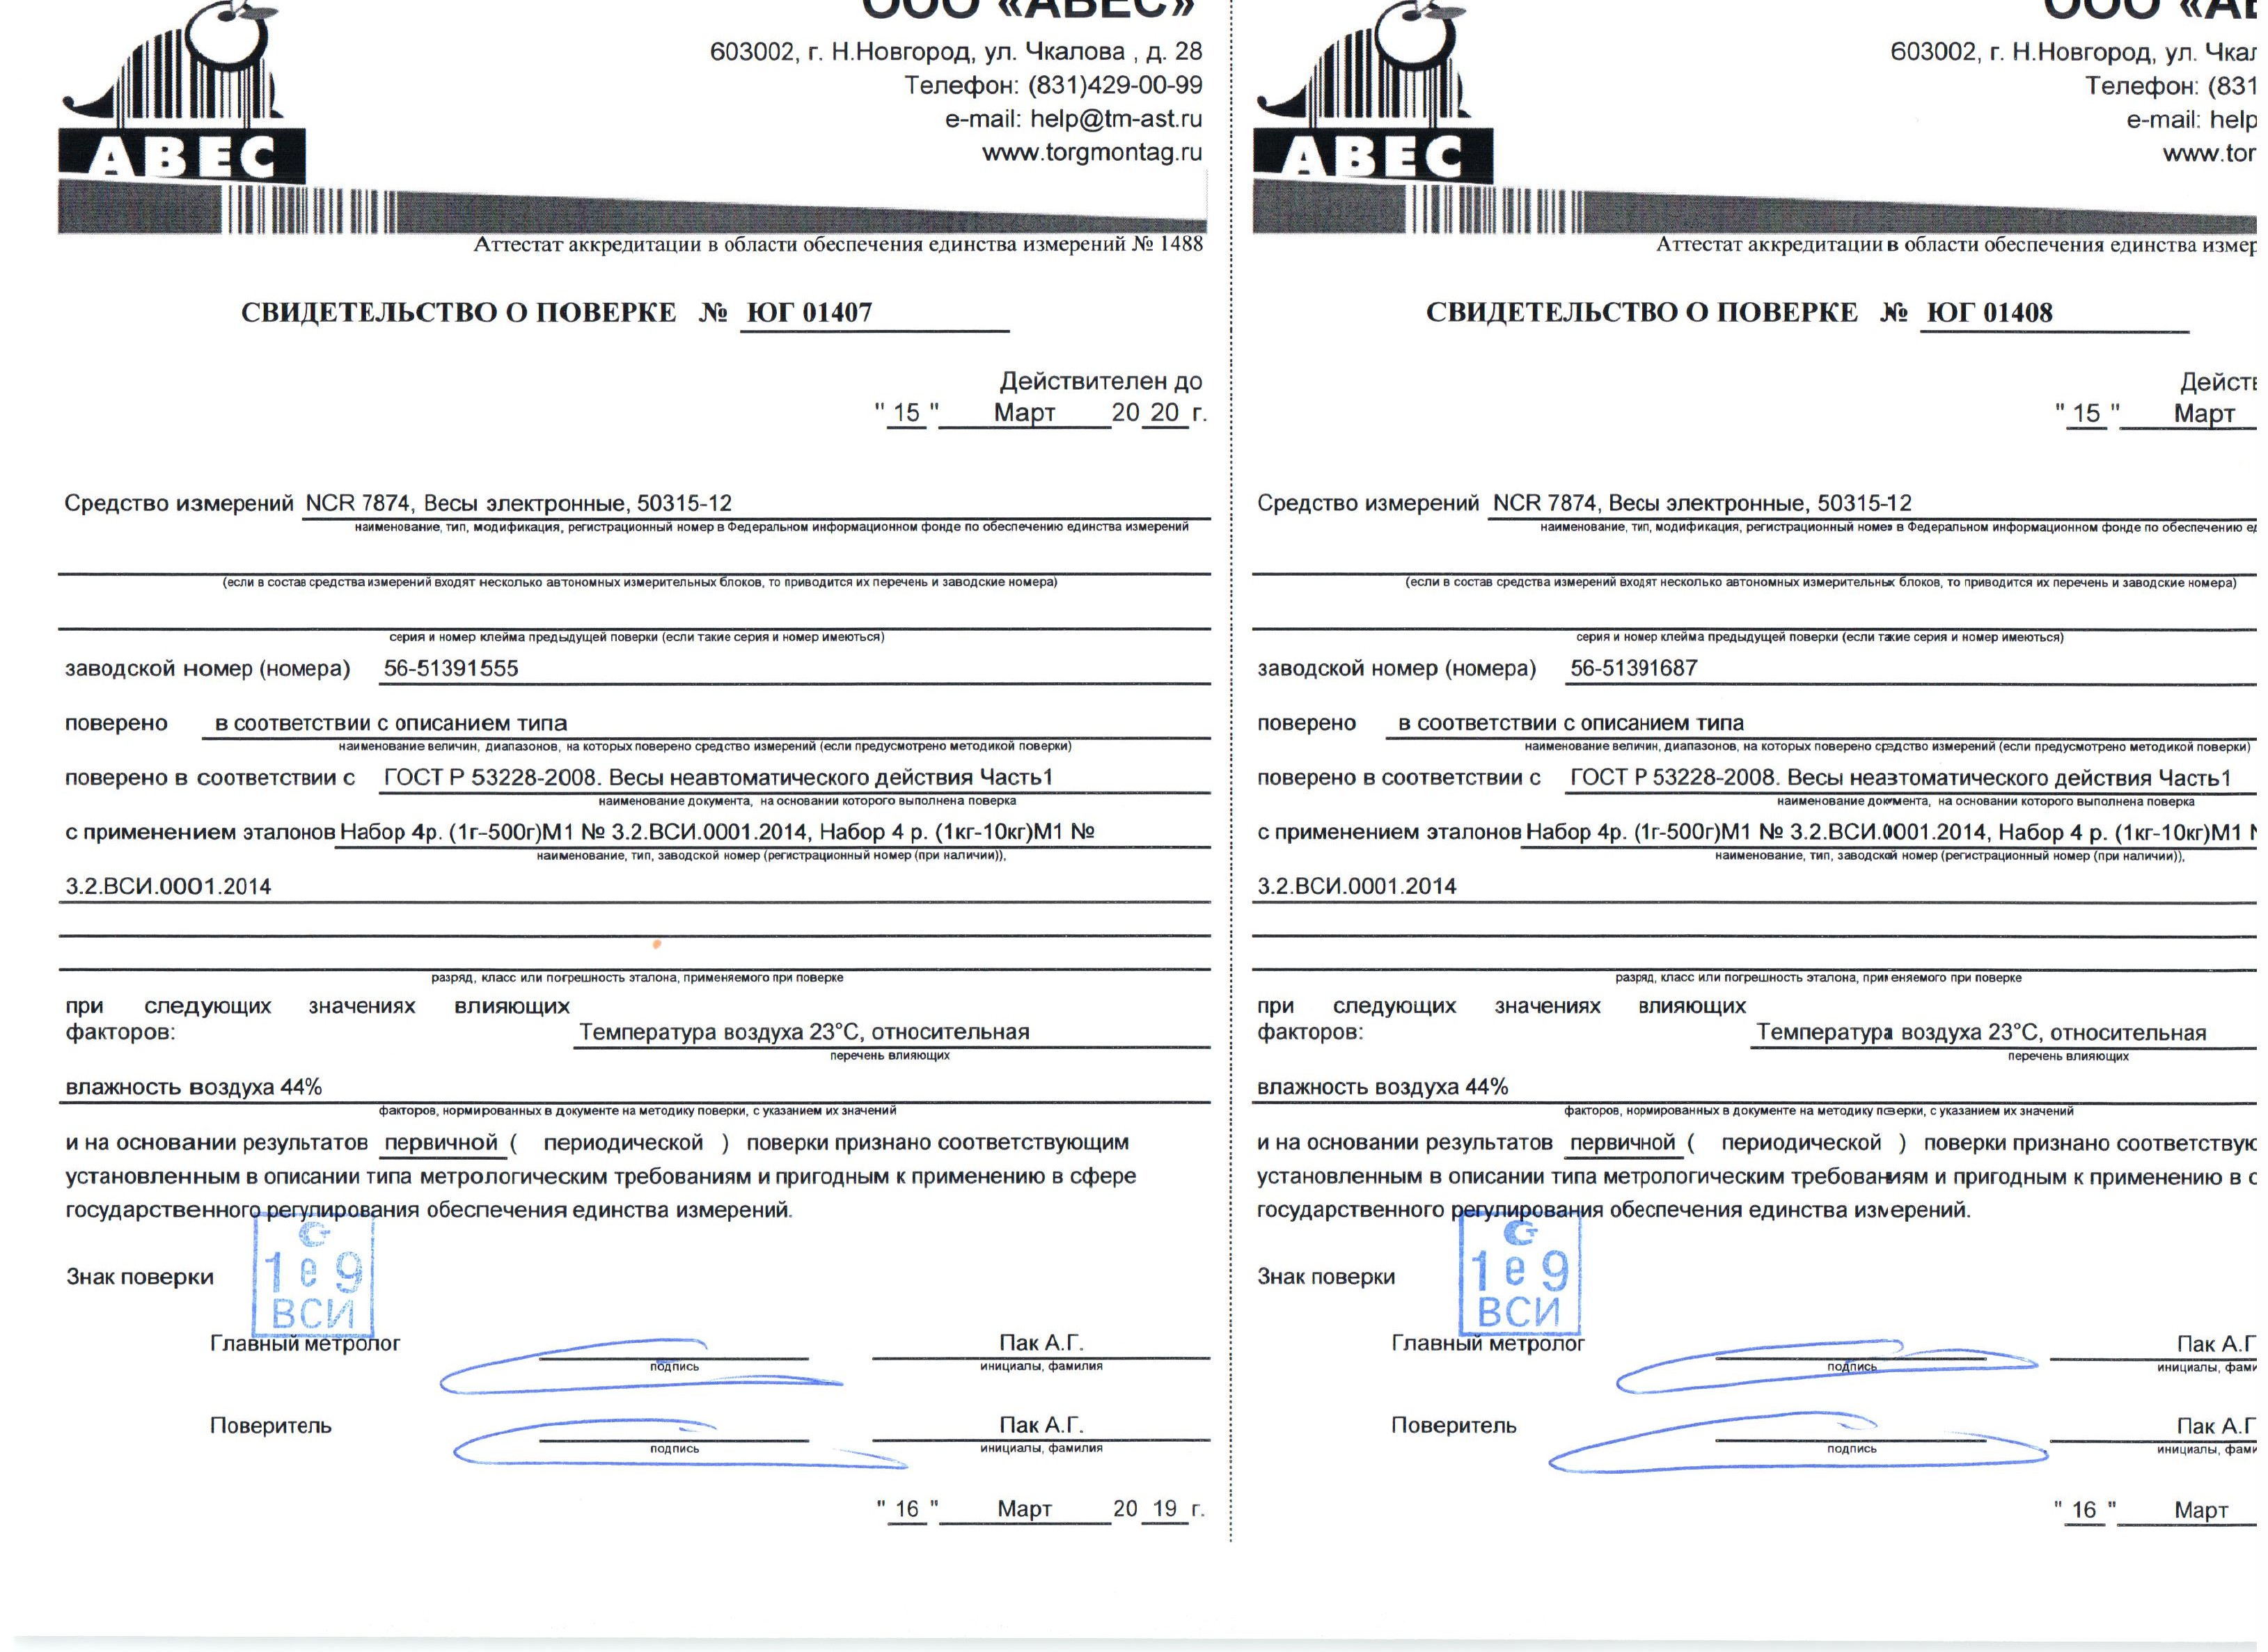 ООО «АВЕС»
603002, г. Н.Новгород, ул. Чкалова , д. 28
Телефон: (831)429-00-99
e-mail: help@tm-ast.ru
www.torgmontag.ru
АВЕС
Аттестат аккредитации в области обеспечения единства измерений № 1488
СВИДЕТЕЛЬСТВО О ПОВЕРКЕ № ЮГ 01407
Действителен до
" 15 " Март 20 20 г.
Средство измерений NCR 7874, Весы электронные, 50315-12
наименование, тип, модификация, регистрационный номер в Федеральном информационном фонде по обеспечению единства измерений
(если в состав средства измерений входят несколько автономных измерительных блоков, то приводится их перечень и заводские номера)
серия и номер клейма предыдущей поверки (если такие серия и номер имеються)
заводской номер (номера) 56-51391555
поверено в соответствии с описанием типа
наименование величин, диапазонов, на которых поверено средство измерений (если предусмотрено методикой поверки)
поверено в соответствии с ГОСТ Р 53228-2008. Весы неавтоматического действия Часть1
наименование документа, на основании которого выполнена поверка
с применением эталонов Набор 4р. (1г-500г)М1 № 3.2.ВСИ.0001.2014, Набор 4 р. (1кг-10кг)М1 №
наименование, тип, заводской номер (регистрационный номер (при наличии)),
3.2.ВСИ.0001.2014
разряд, класс или погрешность эталона, применяемого при поверке
при следующих значениях влияющих
факторов: Температура воздуха 23°С, относительная
перечень влияющих
влажность воздуха 44%
факторов, нормированных в документе на методику поверки, с указанием их значений
и на основании результатов первичной ( периодической ) поверки признано соответствующим
установленным в описании типа метрологическим требованиям и пригодным к применению в сфере
государственного регулирования обеспечения единства измерений.
Знак поверки
1 е 9
ВСИ
Главный метролог Пак А.Г.
подпись инициалы, фамилия
Поверитель Пак А.Г.
подпись инициалы, фамилия
" 16 " Март 20 19 г.
ООО «АВ
603002, г. Н.Новгород, ул. Чкал
Телефон: (831
e-mail: help
www.tor
АВЕС
Аттестат аккредитации в области обеспечения единства измер
СВИДЕТЕЛЬСТВО О ПОВЕРКЕ № ЮГ 01408
Действ
" 15 " Март
Средство измерений NCR 7874, Весы электронные, 50315-12
наименование, тип, модификация, регистрационный номер в Федеральном информационном фонде по обеспечению ед
(если в состав средства измерений входят несколько автономных измерительных блоков, то приводится их перечень и заводские номера)
серия и номер клейма предыдущей поверки (если такие серия и номер имеються)
заводской номер (номера) 56-51391687
поверено в соответствии с описанием типа
наименование величин, диапазонов, на которых поверено средство измерений (если предусмотрено методикой поверки)
поверено в соответствии с ГОСТ Р 53228-2008. Весы неавтоматического действия Часть1
наименование документа, на основании которого выполнена поверка
с применением эталонов Набор 4р. (1г-500г)М1 № 3.2.ВСИ.0001.2014, Набор 4 р. (1кг-10кг)М1
наименование, тип, заводской номер (регистрационный номер (при наличии)),
3.2.ВСИ.0001.2014
разряд, класс или погрешность эталона, применяемого при поверке
при следующих значениях влияющих
факторов: Температура воздуха 23°С, относительная
перечень влияющих
влажность воздуха 44%
факторов, нормированных в документе на методику поверки, с указанием их значений
и на основании результатов первичной ( периодической ) поверки признано соответствую
установленным в описании типа метрологическим требованиям и пригодным к применению в с
государственного регулирования обеспечения единства измерений.
Знак поверки
1 е 9
ВСИ
Главный метролог Пак А.Г
подпись инициалы, фами
Поверитель Пак А.Г
подпись инициалы, фами
" 16 " Март